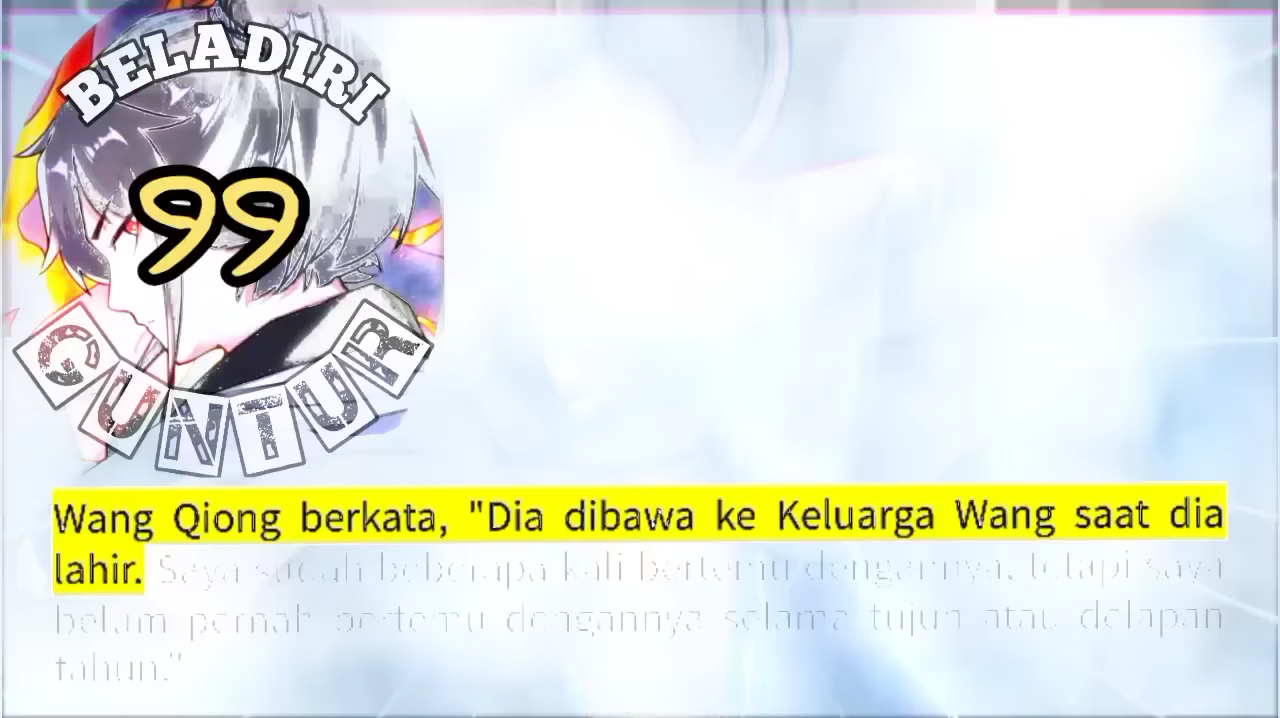 BELADIRI
99
GUNTUR
Wang Qiong berkata, "Dia dibawa ke Keluarga Wang saat dia
lahir. Saya sudah beberapa kali bertemu dengannya, tetapi saya
belum pernah bertemu dengannya selama tujuh atau delapan
tahun."